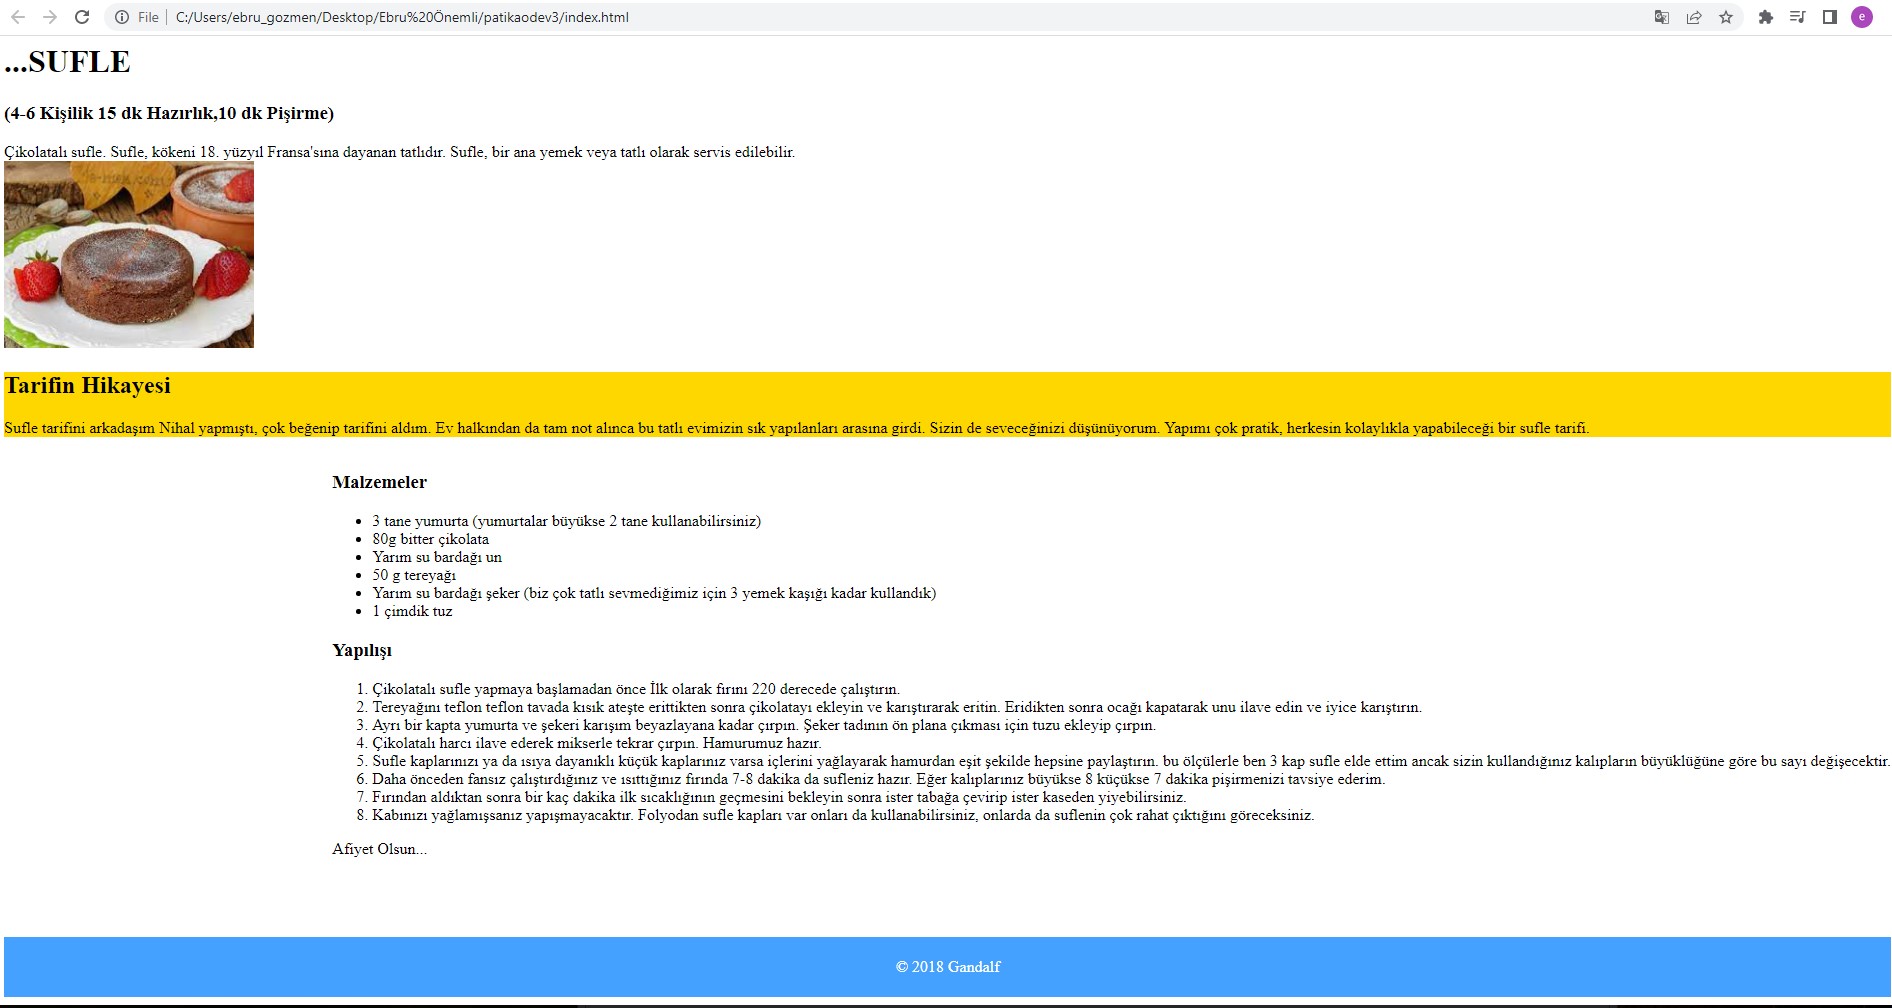 File | C:/Users/ebru_gozmen/Desktop/Ebru%20Önemli/patikaodev3/index.html
e
...SUFLE
(4-6 Kişilik 15 dk Hazırlık,10 dk Pişirme)
Çikolatalı sufle. Sufle, kökeni 18. yüzyıl Fransa'sına dayanan tatlıdır. Sufle, bir ana yemek veya tatlı olarak servis edilebilir.
Tarifin Hikayesi
Sufle tarifini arkadaşım Nihal yapmıştı, çok beğenip tarifini aldım. Ev halkından da tam not alınca bu tatlı evimizin sık yapılanları arasına girdi. Sizin de seveceğinizi düşünüyorum. Yapımı çok pratik, herkesin kolaylıkla yapabileceği bir sufle tarifi.
Malzemeler
• 3 tane yumurta (yumurtalar büyükse 2 tane kullanabilirsiniz)
• 80g bitter çikolata
• Yarım su bardağı un
• 50 g tereyağı
• Yarım su bardağı şeker (biz çok tatlı sevmediğimiz için 3 yemek kaşığı kadar kullandık)
• 1 çimdik tuz
Yapılışı
1. Çikolatalı sufle yapmaya başlamadan önce İlk olarak fırını 220 derecede çalıştırın.
2. Tereyağını teflon teflon tavada kısık ateşte erittikten sonra çikolatayı ekleyin ve karıştırarak eritin. Eridikten sonra ocağı kapatarak unu ilave edin ve iyice karıştırın.
3. Ayrı bir kapta yumurta ve şekeri karışım beyazlayana kadar çırpın. Şeker tadının ön plana çıkması için tuzu ekleyip çırpın.
4. Çikolatalı harcı ilave ederek mikserle tekrar çırpın. Hamurumuz hazır.
5. Sufle kaplarınızı ya da ısıya dayanıklı küçük kaplarınız varsa içlerini yağlayarak hamurdan eşit şekilde hepsine paylaştırın. bu ölçülerle ben 3 kap sufle elde ettim ancak sizin kullandığınız kalıpların büyüklüğüne göre bu sayı değişecektir.
6. Daha önceden fansız çalıştırdığınız ve ısıttığınız fırında 7-8 dakika da sufleniz hazır. Eğer kalıplarınız büyükse 8 küçükse 7 dakika pişirmenizi tavsiye ederim.
7. Fırından aldıktan sonra bir kaç dakika ilk sıcaklığının geçmesini bekleyin sonra ister tabağa çevirip ister kaseden yiyebilirsiniz.
8. Kabınızı yağlamışsanız yapışmayacaktır. Folyodan sufle kapları var onları da kullanabilirsiniz, onlarda da suflenin çok rahat çıktığını göreceksiniz.
Afiyet Olsun...
© 2018 Gandalf